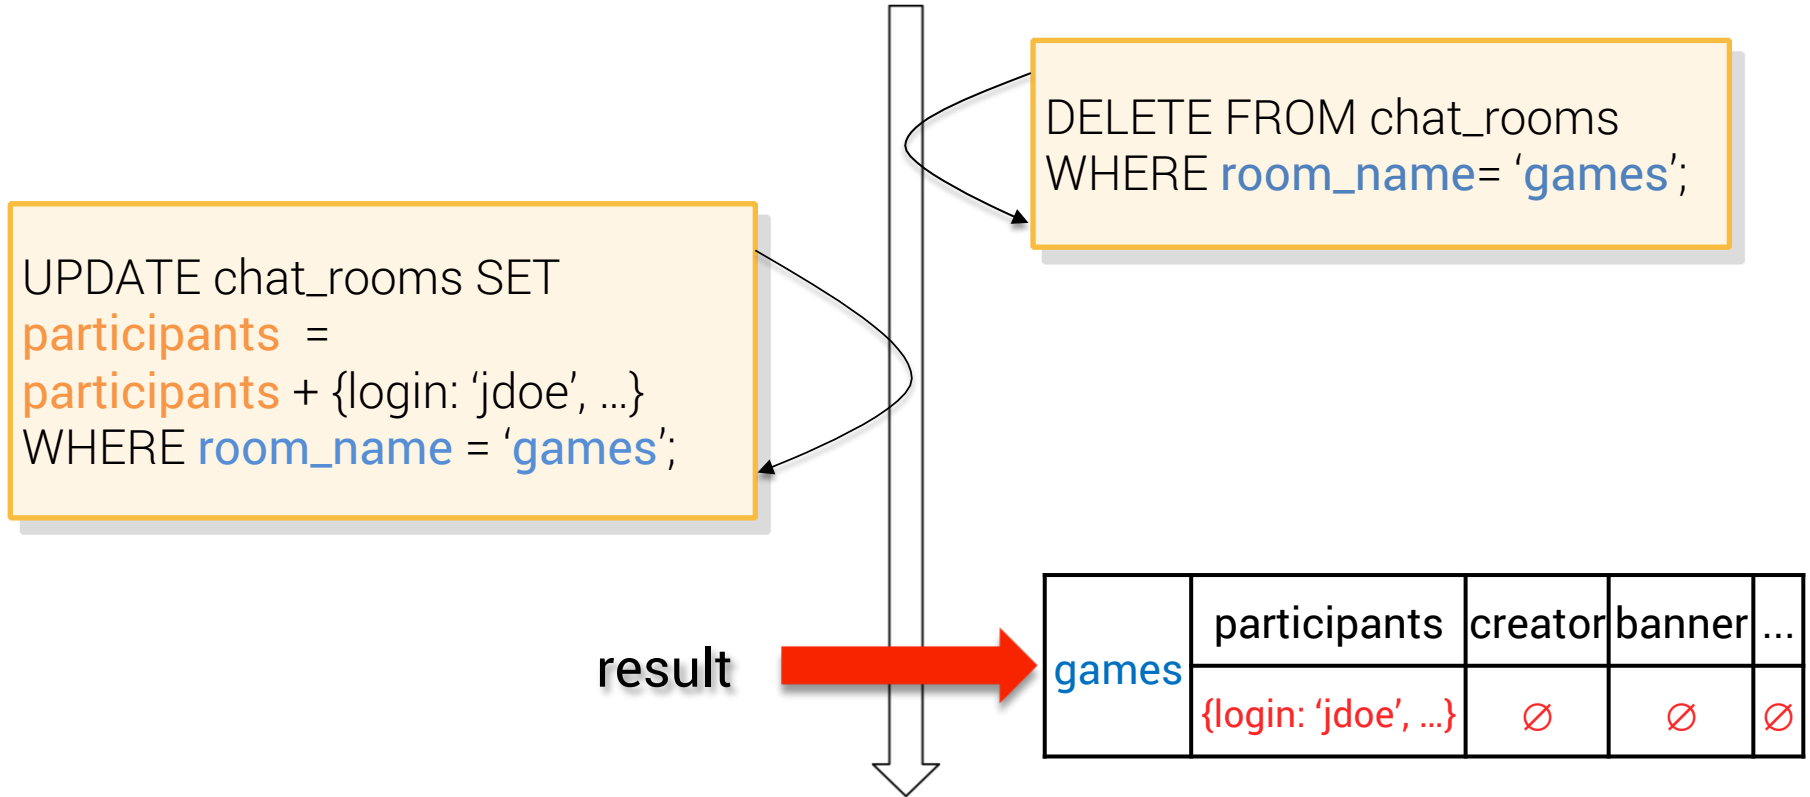 DELETE FROM chat_rooms
WHERE room_name= ‘games’;
UPDATE chat_rooms SET
participants =
participants + {login: ‘jdoe’, ...}
WHERE room_name = ‘games’;
result
games
participants creator banner ...
{login: ‘jdoe’, ...} ∅ ∅ ∅